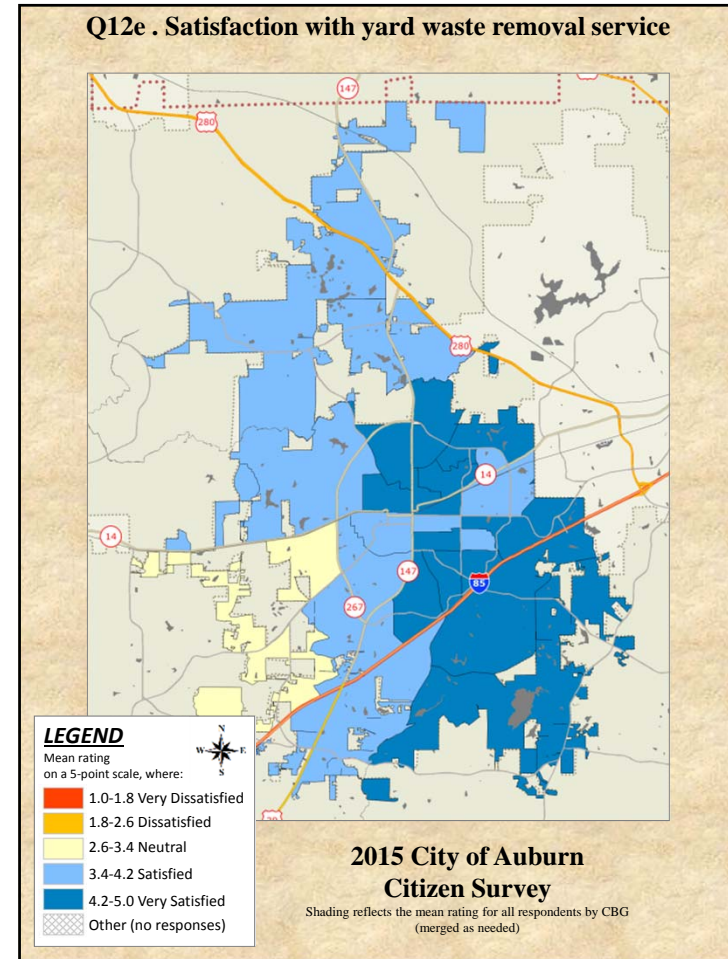 Q12e . Satisfaction with yard waste removal service
147
280
280
14
14
147
85
267
LEGEND
Mean rating
on a 5-point scale, where:
N
W E
S
1.0-1.8 Very Dissatisfied
1.8-2.6 Dissatisfied
2.6-3.4 Neutral
3.4-4.2 Satisfied
4.2-5.0 Very Satisfied
Other (no responses)
2015 City of Auburn
Citizen Survey
Shading reflects the mean rating for all respondents by CBG
(merged as needed)